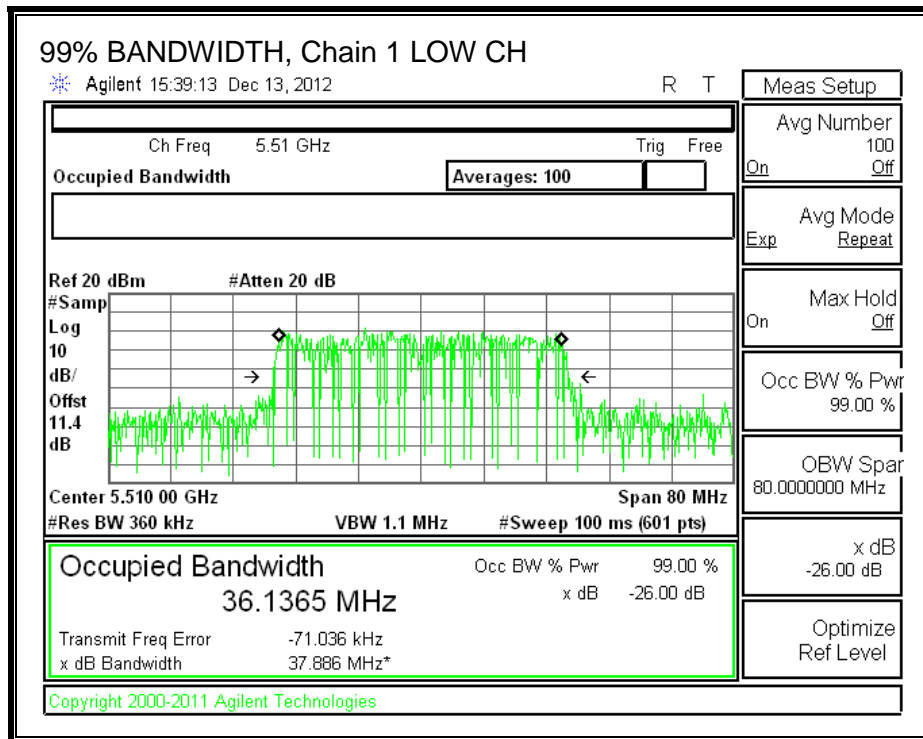 99% BANDWIDTH, Chain 1 LOW CH
Agilent 15:39:13 Dec 13, 2012 R T
Ch Freq 5.51 GHz Trig Free
Occupied Bandwidth Averages: 100
Ref 20 dBm #Atten 20 dB
#Samp
Log
10
dB/
Offst
11.4
dB
Center 5.510 00 GHz Span 80 MHz
#Res BW 360 kHz VBW 1.1 MHz #Sweep 100 ms (601 pts)
Occupied Bandwidth Occ BW % Pwr 99.00 %
36.1365 MHz x dB -26.00 dB
Transmit Freq Error -71.036 kHz
x dB Bandwidth 37.886 MHz*
Copyright 2000-2011 Agilent Technologies
Meas Setup
Avg Number
100
On Off
Avg Mode
Exp Repeat
Max Hold
On Off
Occ BW % Pwr
99.00 %
OBW Span
80.0000000 MHz
x dB
-26.00 dB
Optimize
Ref Level